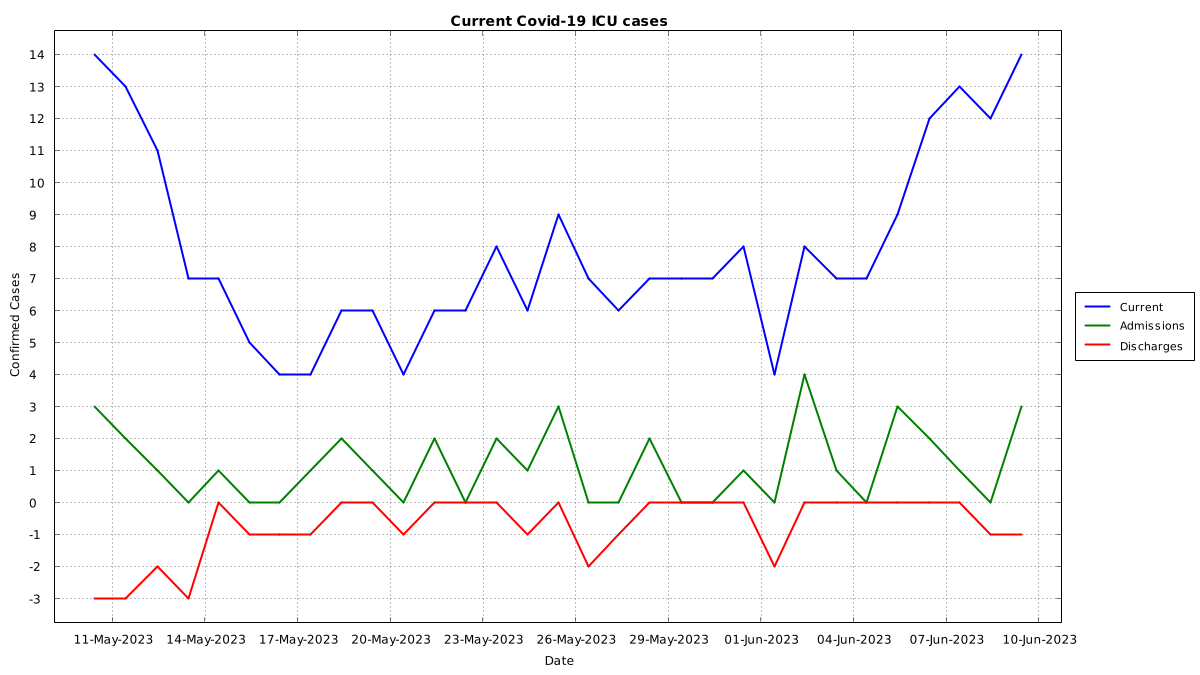 Current Covid-19 ICU cases
14
13
12
11
10
9
8
7
6
5
4
3
2
1
0
-1
-2
-3
Confirmed Cases
11-May-2023 14-May-2023 17-May-2023 20-May-2023 23-May-2023 26-May-2023 29-May-2023 01-Jun-2023 04-Jun-2023 07-Jun-2023 10-Jun-2023
Date
Current
Admissions
Discharges